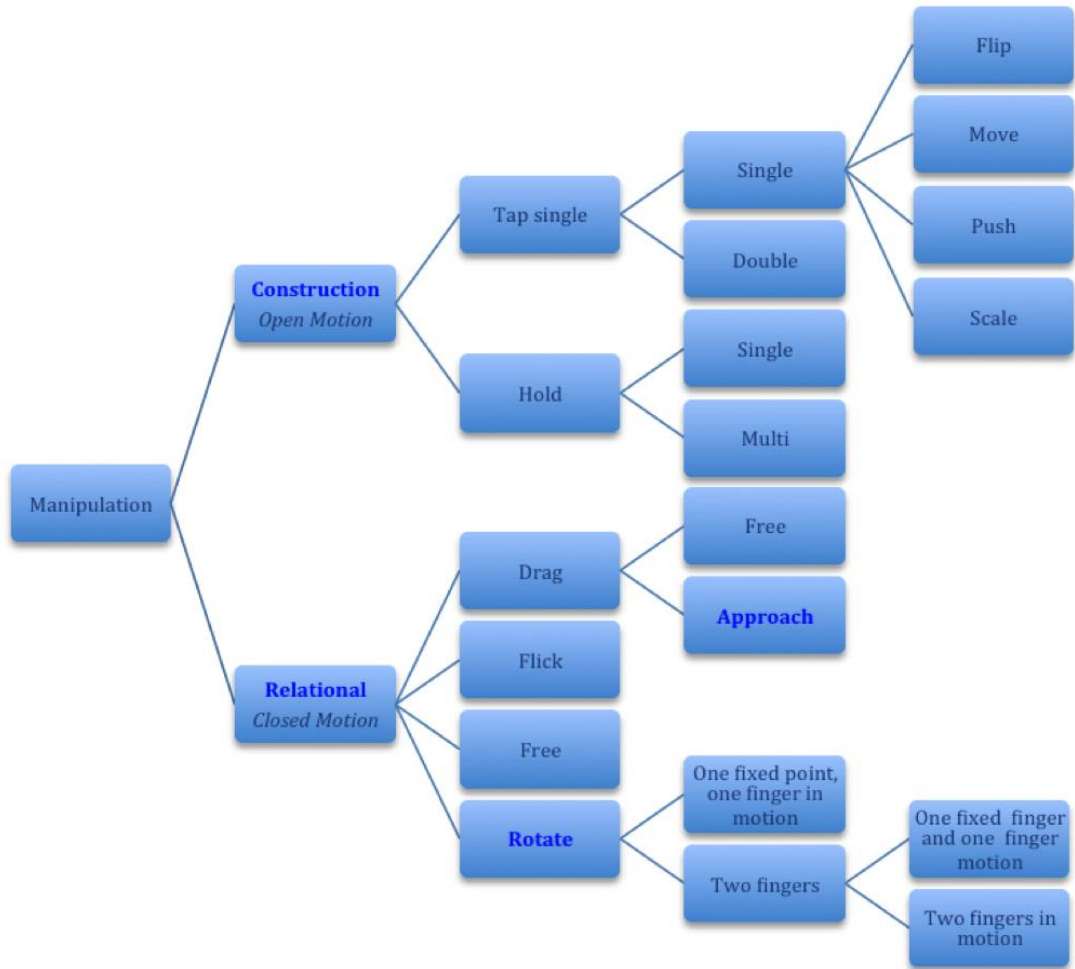 Manipulation
Construction
Open Motion
Tap single
Single
Flip
Move
Push
Scale
Double
Hold
Single
Multi
Relational
Closed Motion
Drag
Free
Approach
Flick
Free
Rotate
One fixed point,
one finger in
motion
Two fingers
One fixed finger
and one finger
motion
Two fingers in
motion